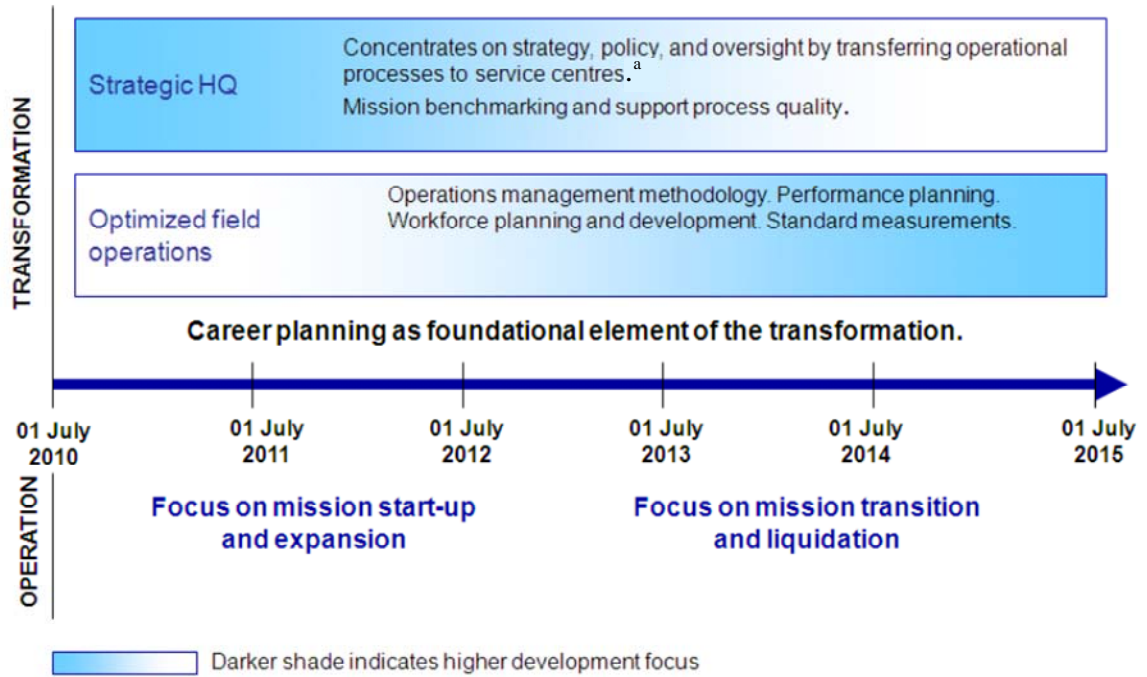 TRANSFORMATION
Strategic HQ
Concentrates on strategy, policy, and oversight by transferring operational
processes to service centres.ᵃ
Mission benchmarking and support process quality.
Optimized field
operations
Operations management methodology. Performance planning.
Workforce planning and development. Standard measurements.
Career planning as foundational element of the transformation.
01 July
2010
01 July
2011
01 July
2012
01 July
2013
01 July
2014
01 July
2015
OPERATION
Focus on mission start-up
and expansion
Focus on mission transition
and liquidation
Darker shade indicates higher development focus